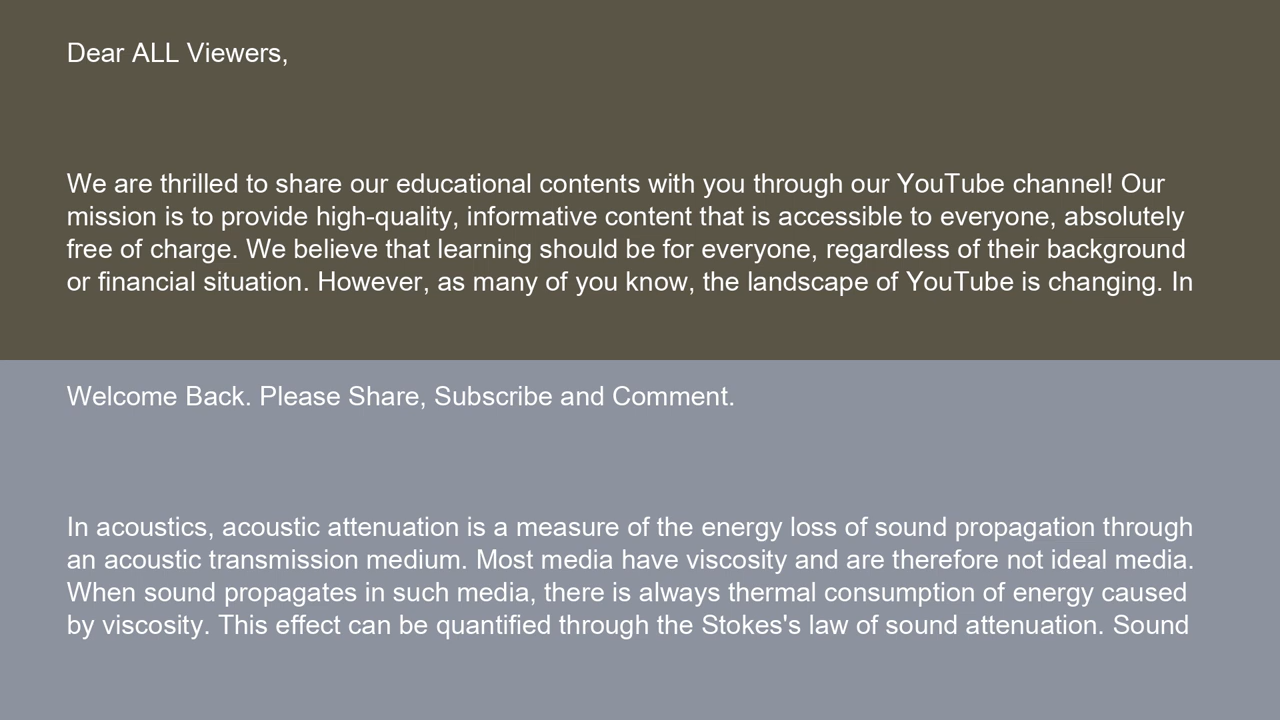 Dear ALL Viewers,
We are thrilled to share our educational contents with you through our YouTube channel! Our
mission is to provide high-quality, informative content that is accessible to everyone, absolutely
free of charge. We believe that learning should be for everyone, regardless of their background
or financial situation. However, as many of you know, the landscape of YouTube is changing. In
Welcome Back. Please Share, Subscribe and Comment.
In acoustics, acoustic attenuation is a measure of the energy loss of sound propagation through
an acoustic transmission medium. Most media have viscosity and are therefore not ideal media.
When sound propagates in such media, there is always thermal consumption of energy caused
by viscosity. This effect can be quantified through the Stokes's law of sound attenuation. Sound